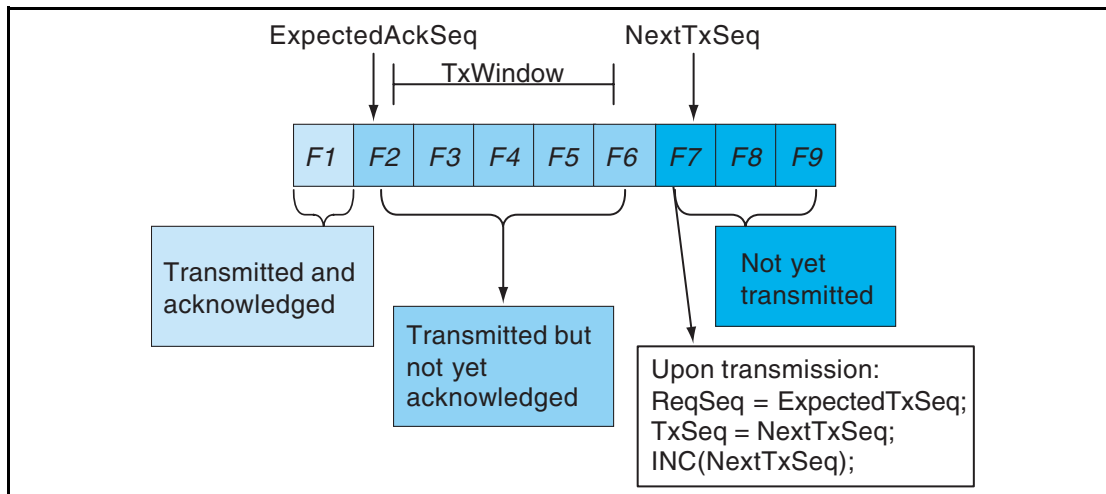 ExpectedAckSeq
NextTxSeq
TxWindow
F1 F2 F3 F4 F5 F6 F7 F8 F9
Transmitted and
acknowledged
Transmitted but
not yet
acknowledged
Not yet
transmitted
Upon transmission:
ReqSeq = ExpectedTxSeq;
TxSeq = NextTxSeq;
INC(NextTxSeq);